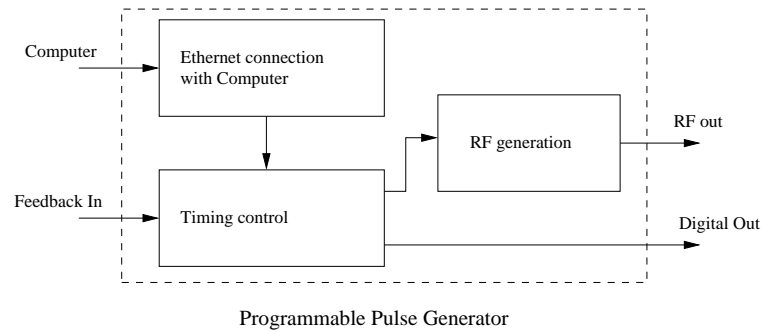 Computer
Ethernet connection
with Computer
RF generation
RF out
Feedback In
Timing control
Digital Out
Programmable Pulse Generator